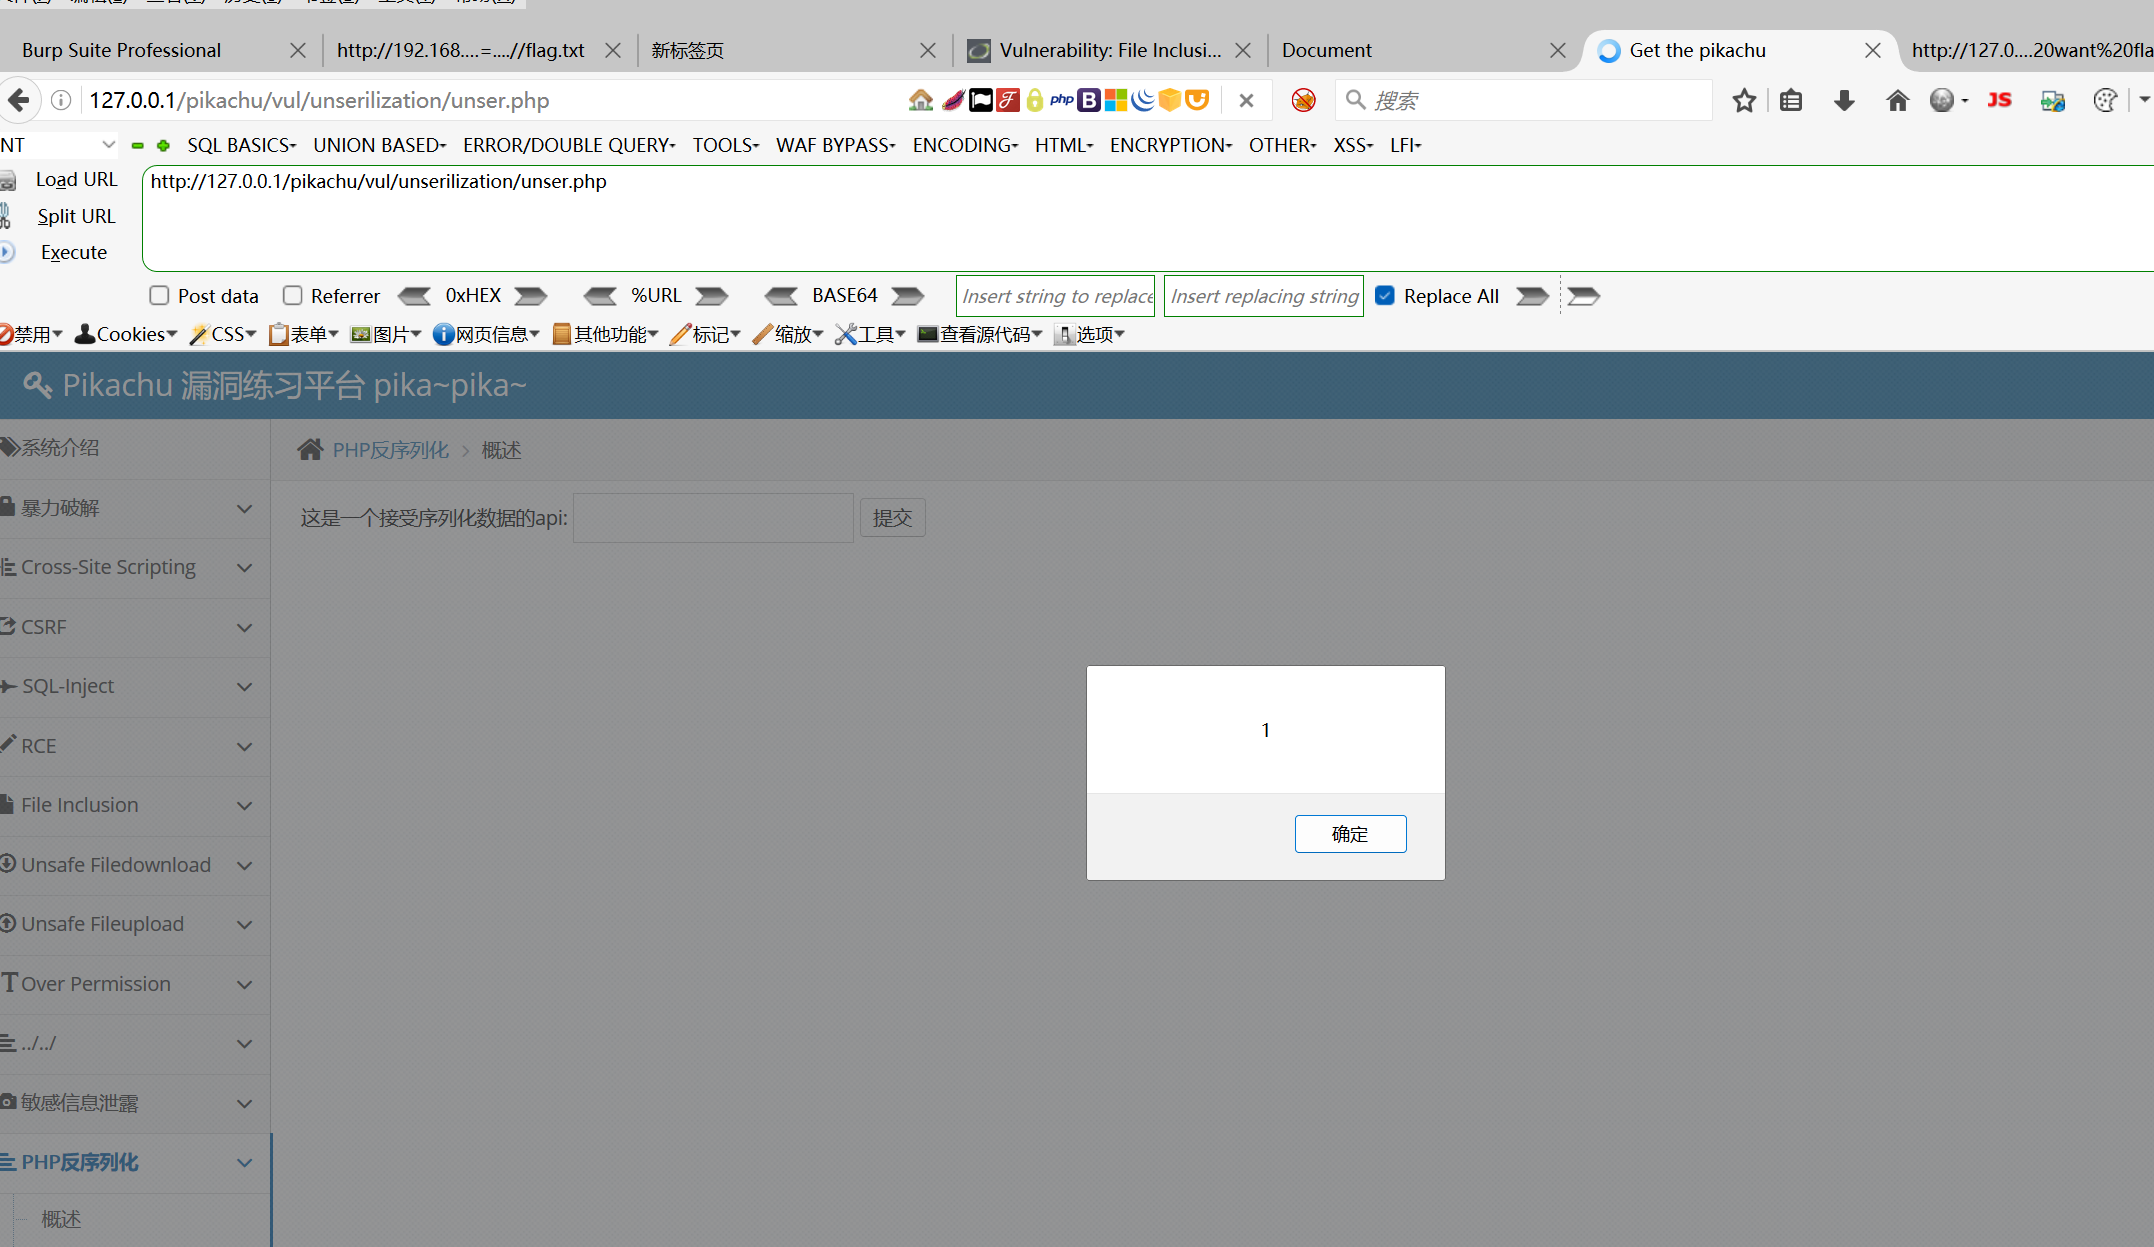 Burp Suite Professional
http://192.168....=....//flag.txt
新标签页
Vulnerability: File Inclusi...
Document
Get the pikachu
http://127.0....20want%20fla
127.0.0.1/pikachu/vul/unserilization/unser.php
php
B
搜索
JS
NT
SQL BASICS
UNION BASED
ERROR/DOUBLE QUERY
TOOLS
WAF BYPASS
ENCODING
HTML
ENCRYPTION
OTHER
XSS
LFI
Load URL
http://127.0.0.1/pikachu/vul/unserilization/unser.php
Split URL
Execute
Post data
Referrer
0xHEX
%URL
BASE64
Insert string to replace
Insert replacing string
Replace All
禁用
Cookies
CSS
表单
图片
网页信息
其他功能
标记
缩放
工具
查看源代码
选项
Pikachu 漏洞练习平台 pika~pika~
系统介绍
PHP反序列化 > 概述
暴力破解
这是一个接受序列化数据的api:
提交
Cross-Site Scripting
CSRF
SQL-Inject
1
RCE
File Inclusion
确定
Unsafe Filedownload
Unsafe Fileupload
Over Permission
../../
敏感信息泄露
PHP反序列化
概述